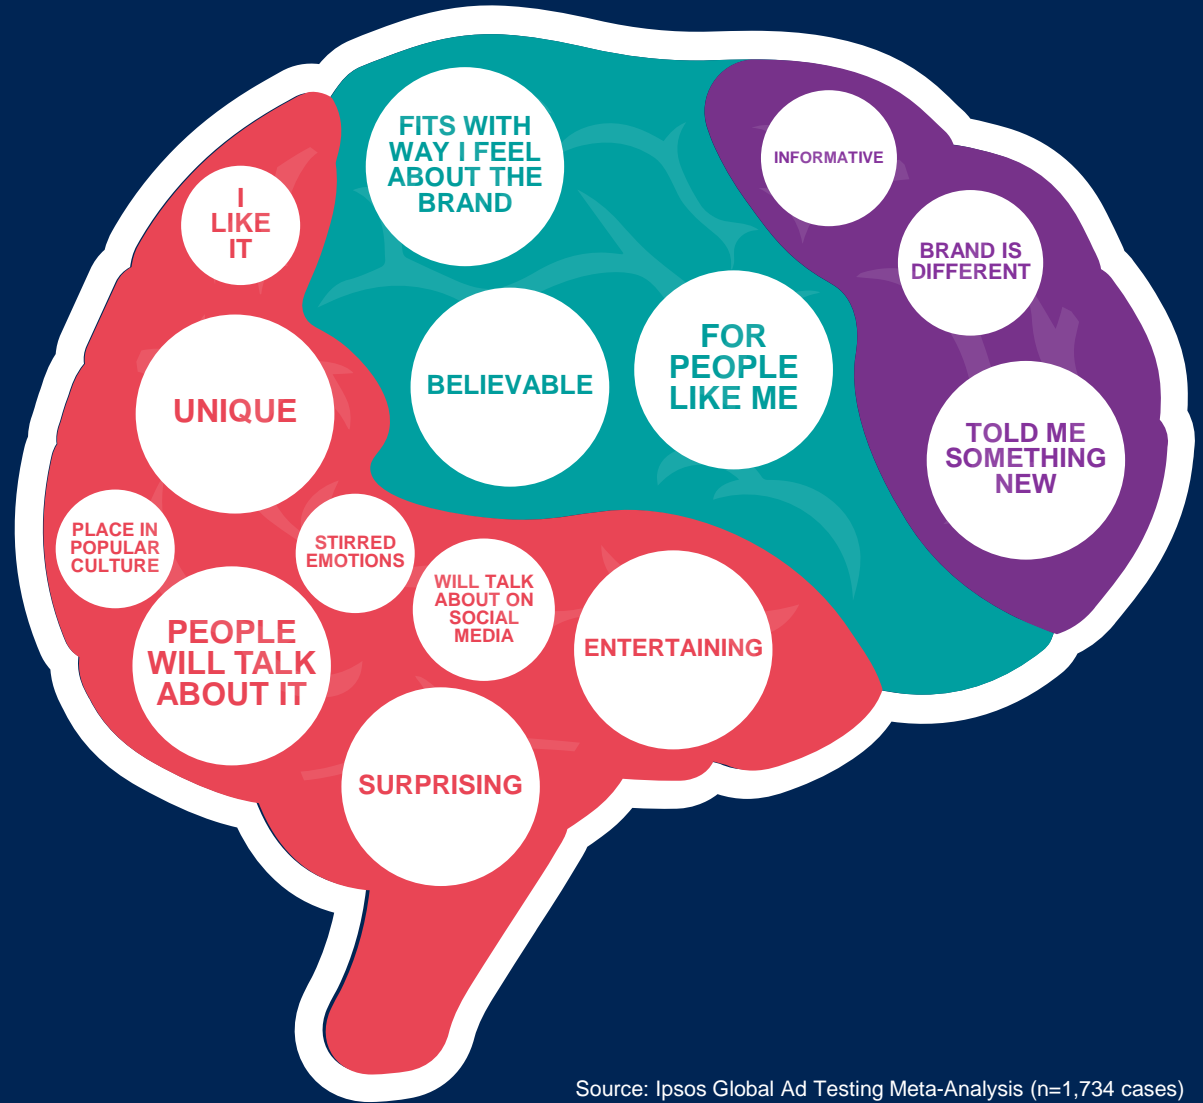 FITS WITH
WAY I FEEL
ABOUT THE
BRAND
INFORMATIVE
I
LIKE
IT
BRAND IS
DIFFERENT
FOR
PEOPLE
LIKE ME
BELIEVABLE
UNIQUE
TOLD ME
SOMETHING
NEW
PLACE IN
POPULAR
CULTURE
STIRRED
EMOTIONS
WILL TALK
ABOUT ON
SOCIAL
MEDIA
PEOPLE
WILL TALK
ABOUT IT
ENTERTAINING
SURPRISING
Source: Ipsos Global Ad Testing Meta-Analysis (n=1,734 cases)